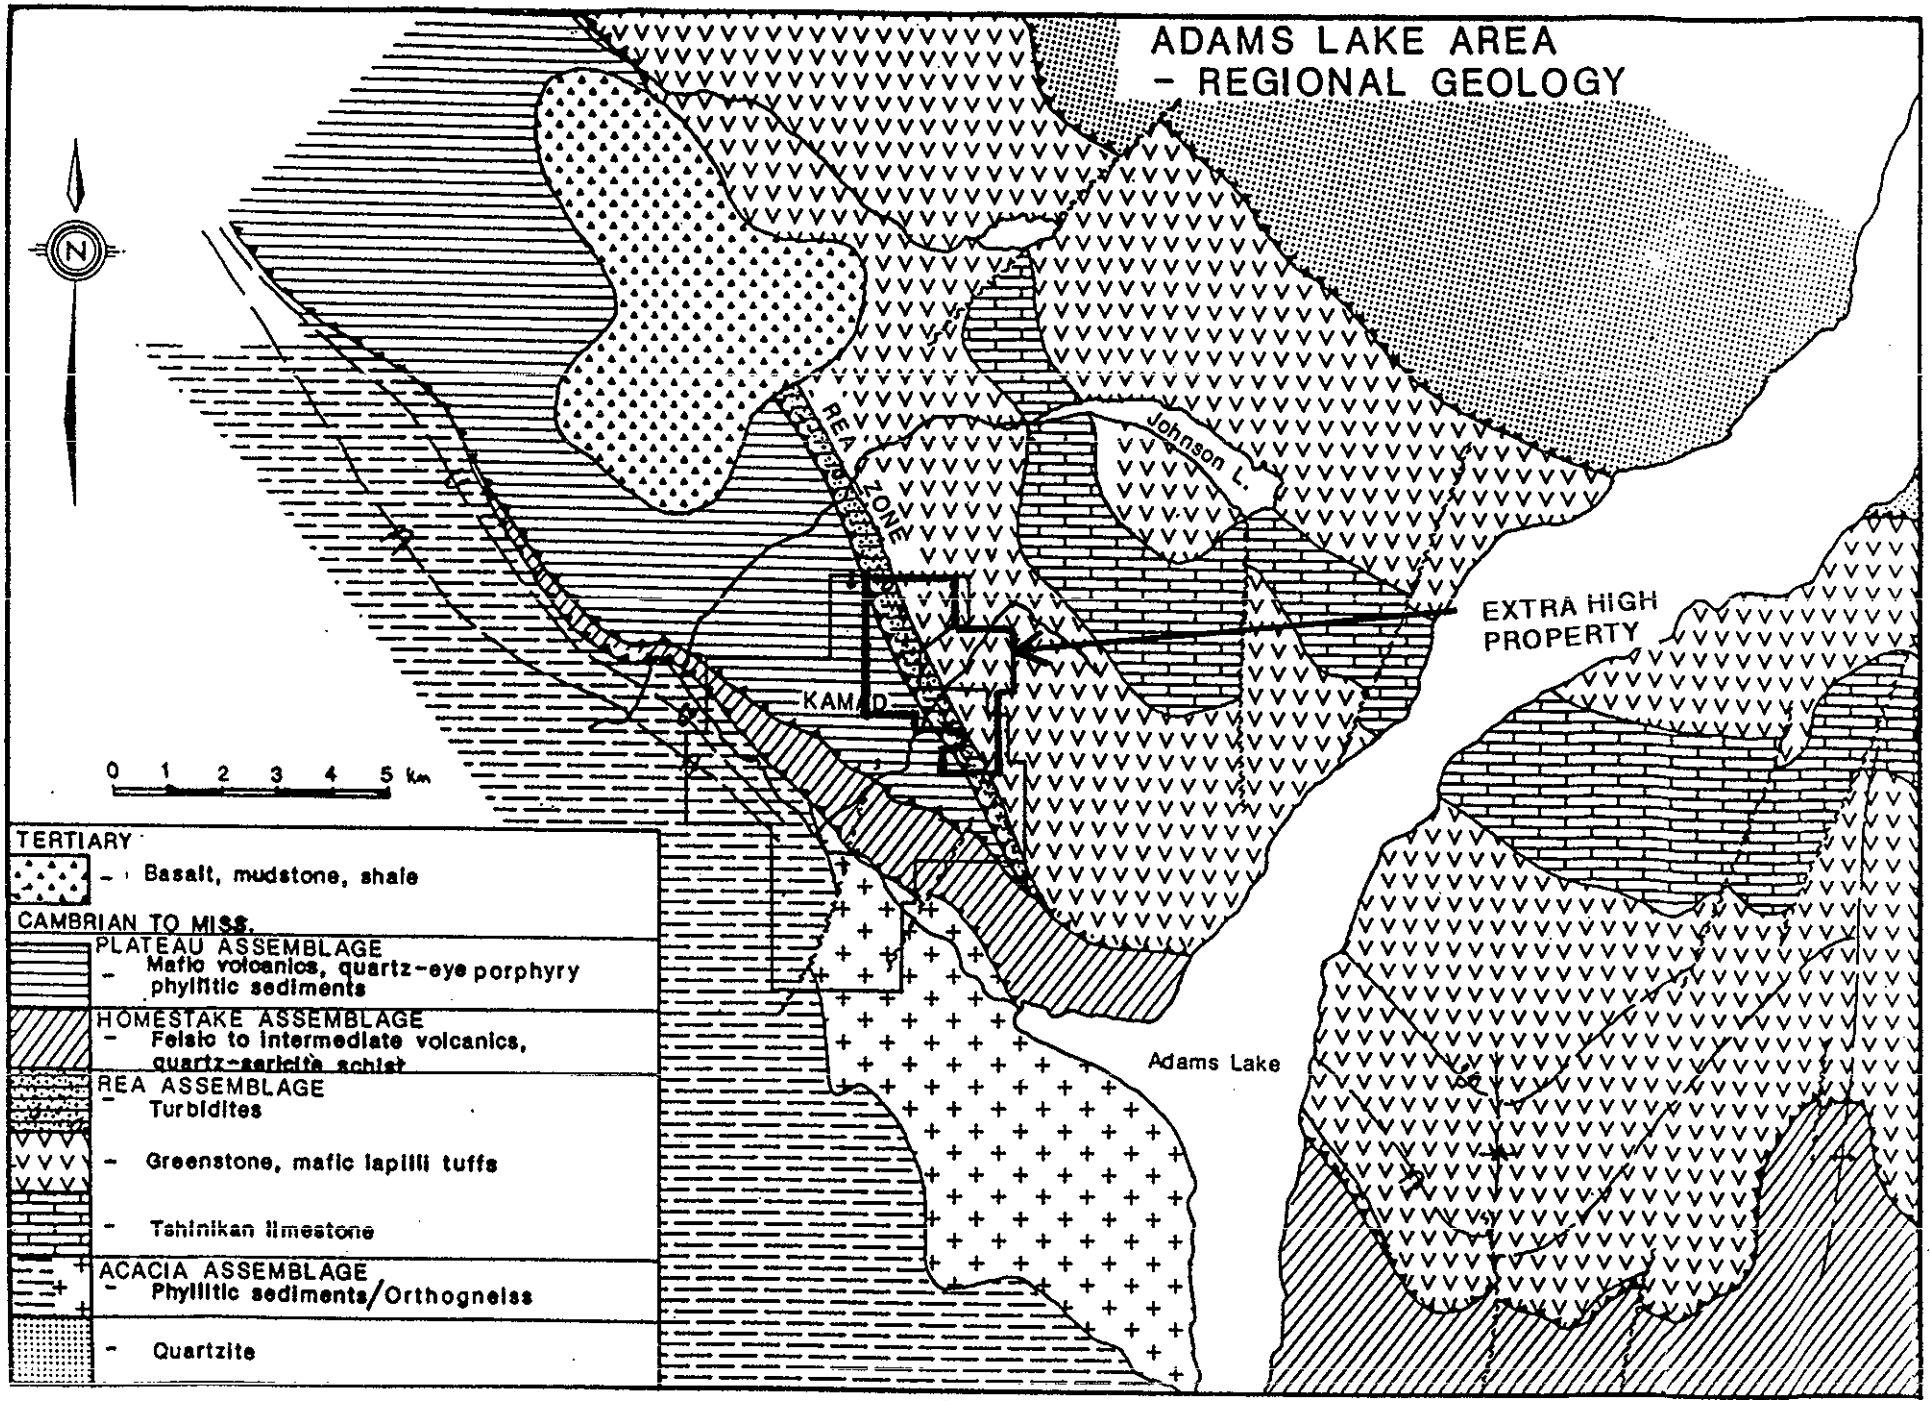 ADAMS LAKE AREA
- REGIONAL GEOLOGY
N
REA ZONE
Johnson L.
EXTRA HIGH
PROPERTY
KAMAD
0 1 2 3 4 5 km
Adams Lake
TERTIARY
- Basalt, mudstone, shale
CAMBRIAN TO MISS.
PLATEAU ASSEMBLAGE
- Mafic volcanics, quartz-eye porphyry
phyllitic sediments
HOMESTAKE ASSEMBLAGE
- Felsic to intermediate volcanics,
quartz-sericite schist
REA ASSEMBLAGE
- Turbidites
- Greenstone, mafic lapilli tuffs
- Tshinikan limestone
ACACIA ASSEMBLAGE
- Phyllitic sediments/Orthogneiss
- Quartzite